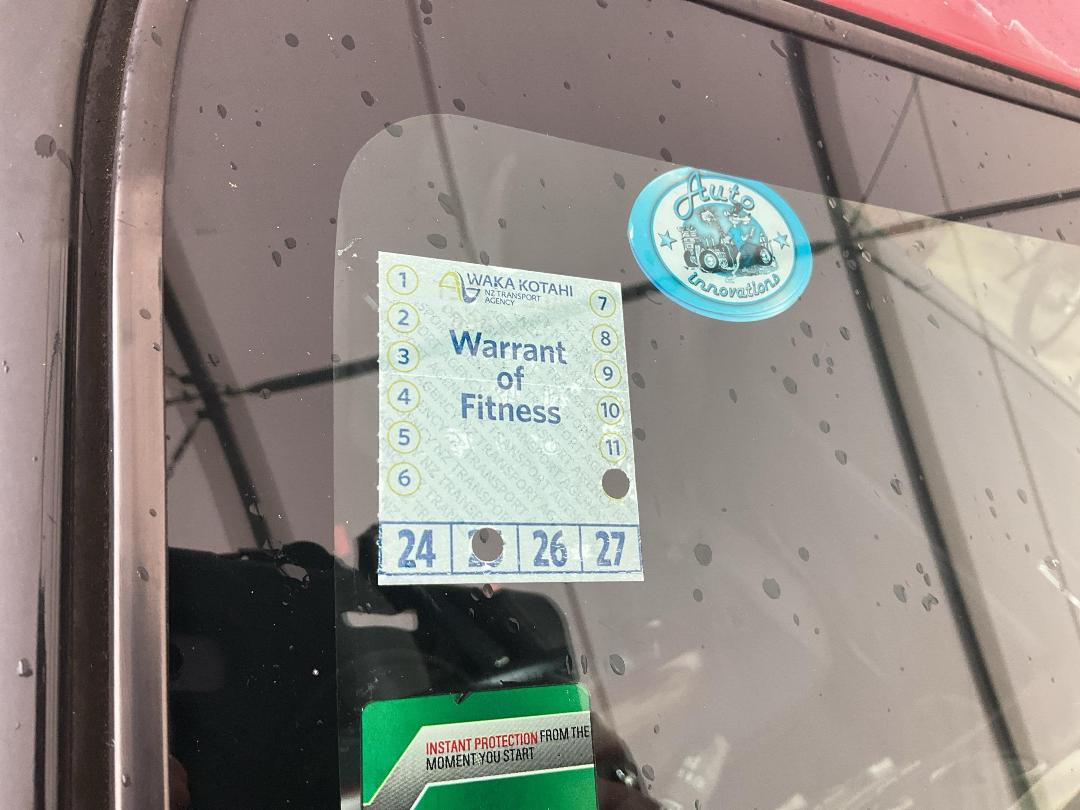 Auto
innovations
WAKA KOTAHI
NZ TRANSPORT
AGENCY
1
2
3
4
5
6
7
8
9
10
11
Warrant
of
Fitness
24 26 27
INSTANT PROTECTION FROM THE
MOMENT YOU START